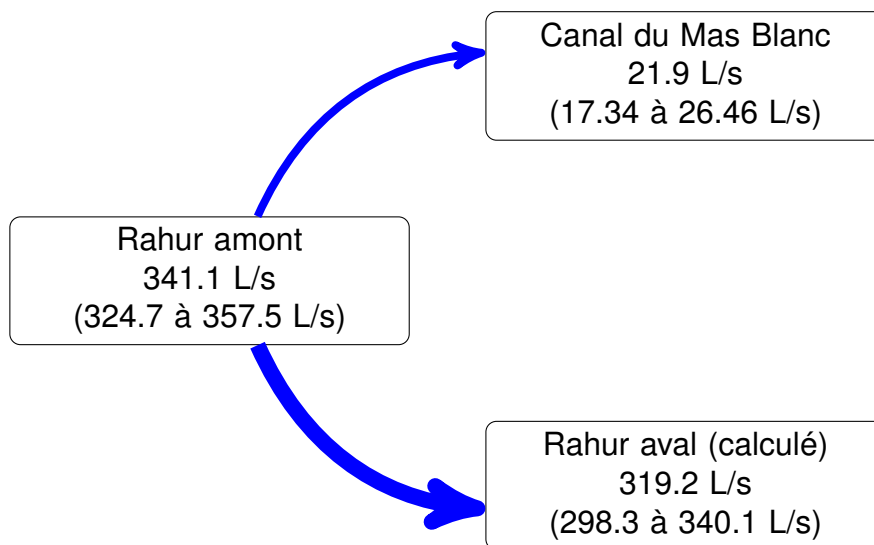 Canal du Mas Blanc
21.9 L/s
(17.34 à 26.46 L/s)
Rahur amont
341.1 L/s
(324.7 à 357.5 L/s)
Rahur aval (calculé)
319.2 L/s
(298.3 à 340.1 L/s)